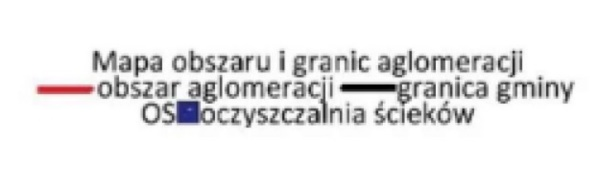 Mapa obszaru i granic aglomeracji
obszar aglomeracji granica gminy
OS oczyszczalnia ścieków